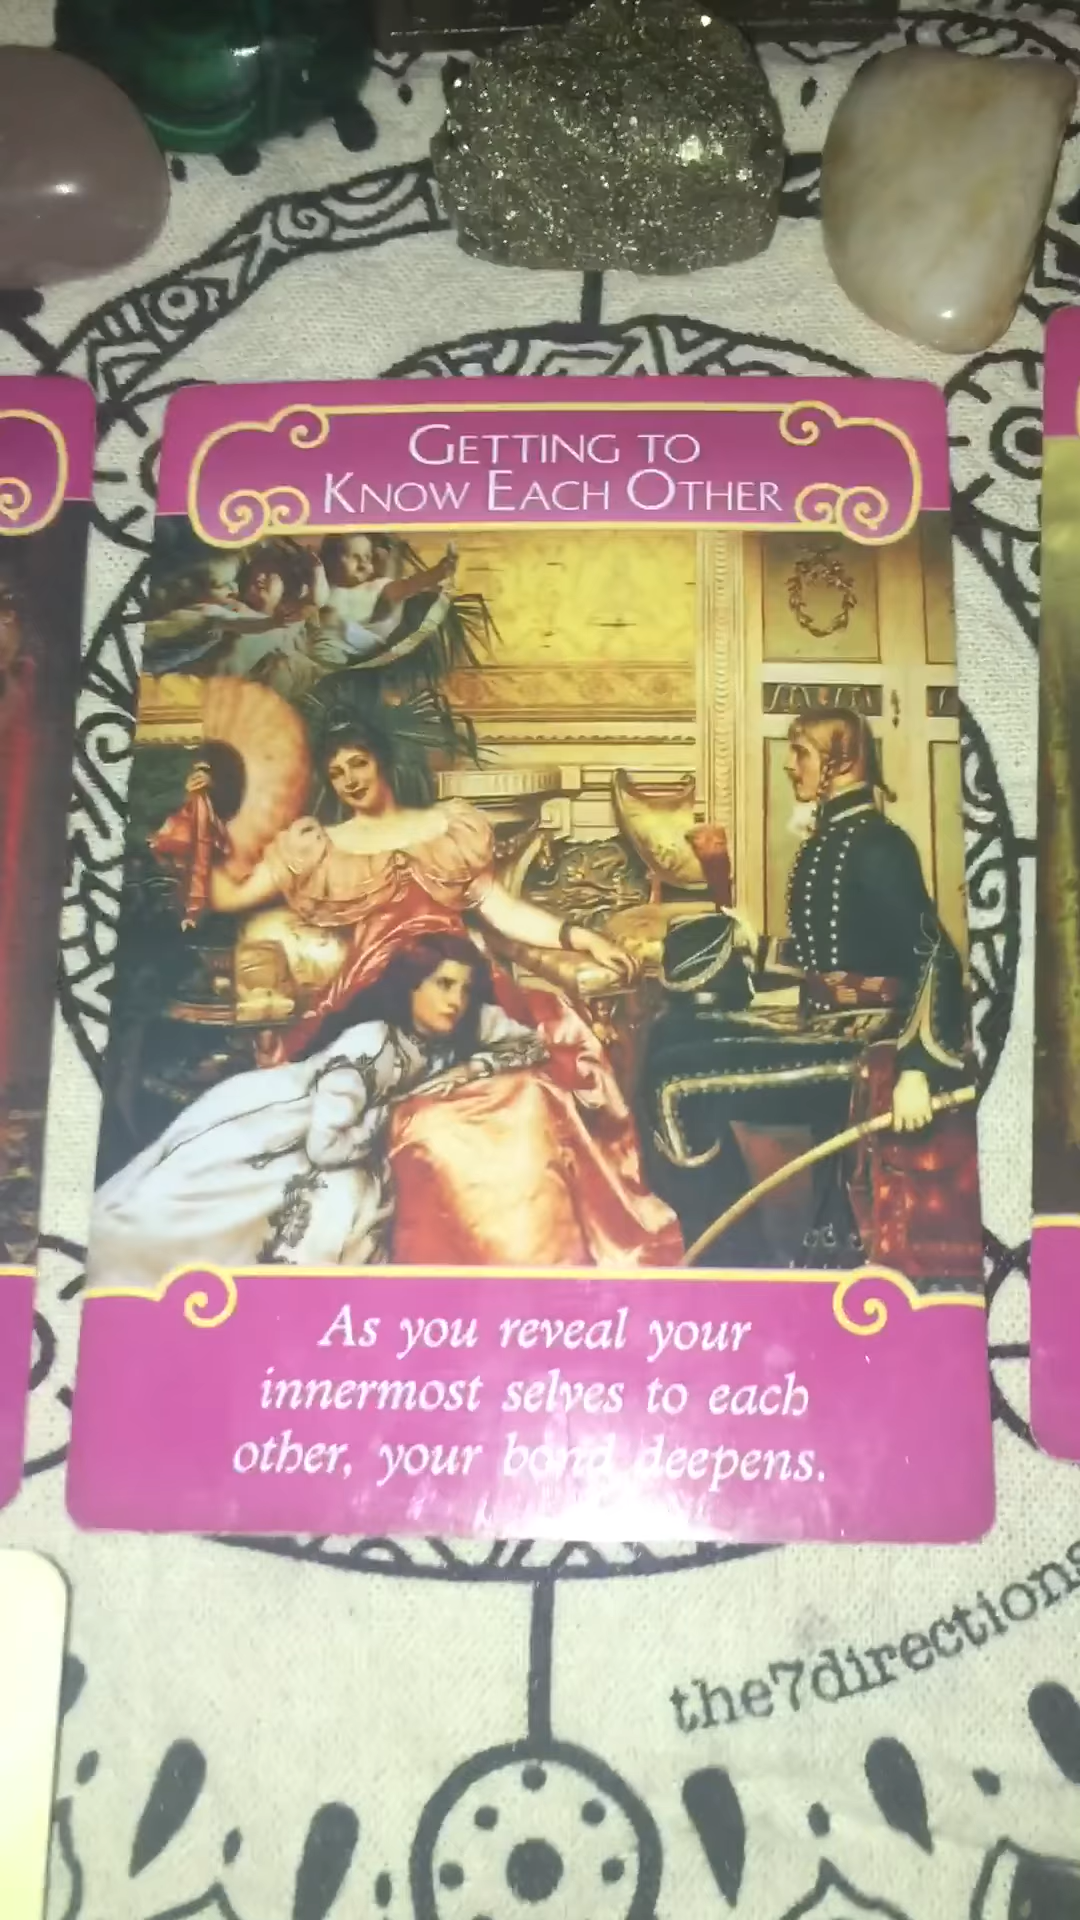 GETTING TO
KNOW EACH OTHER
As you reveal your
innermost selves to each
other, your bond deepens.
the7directions